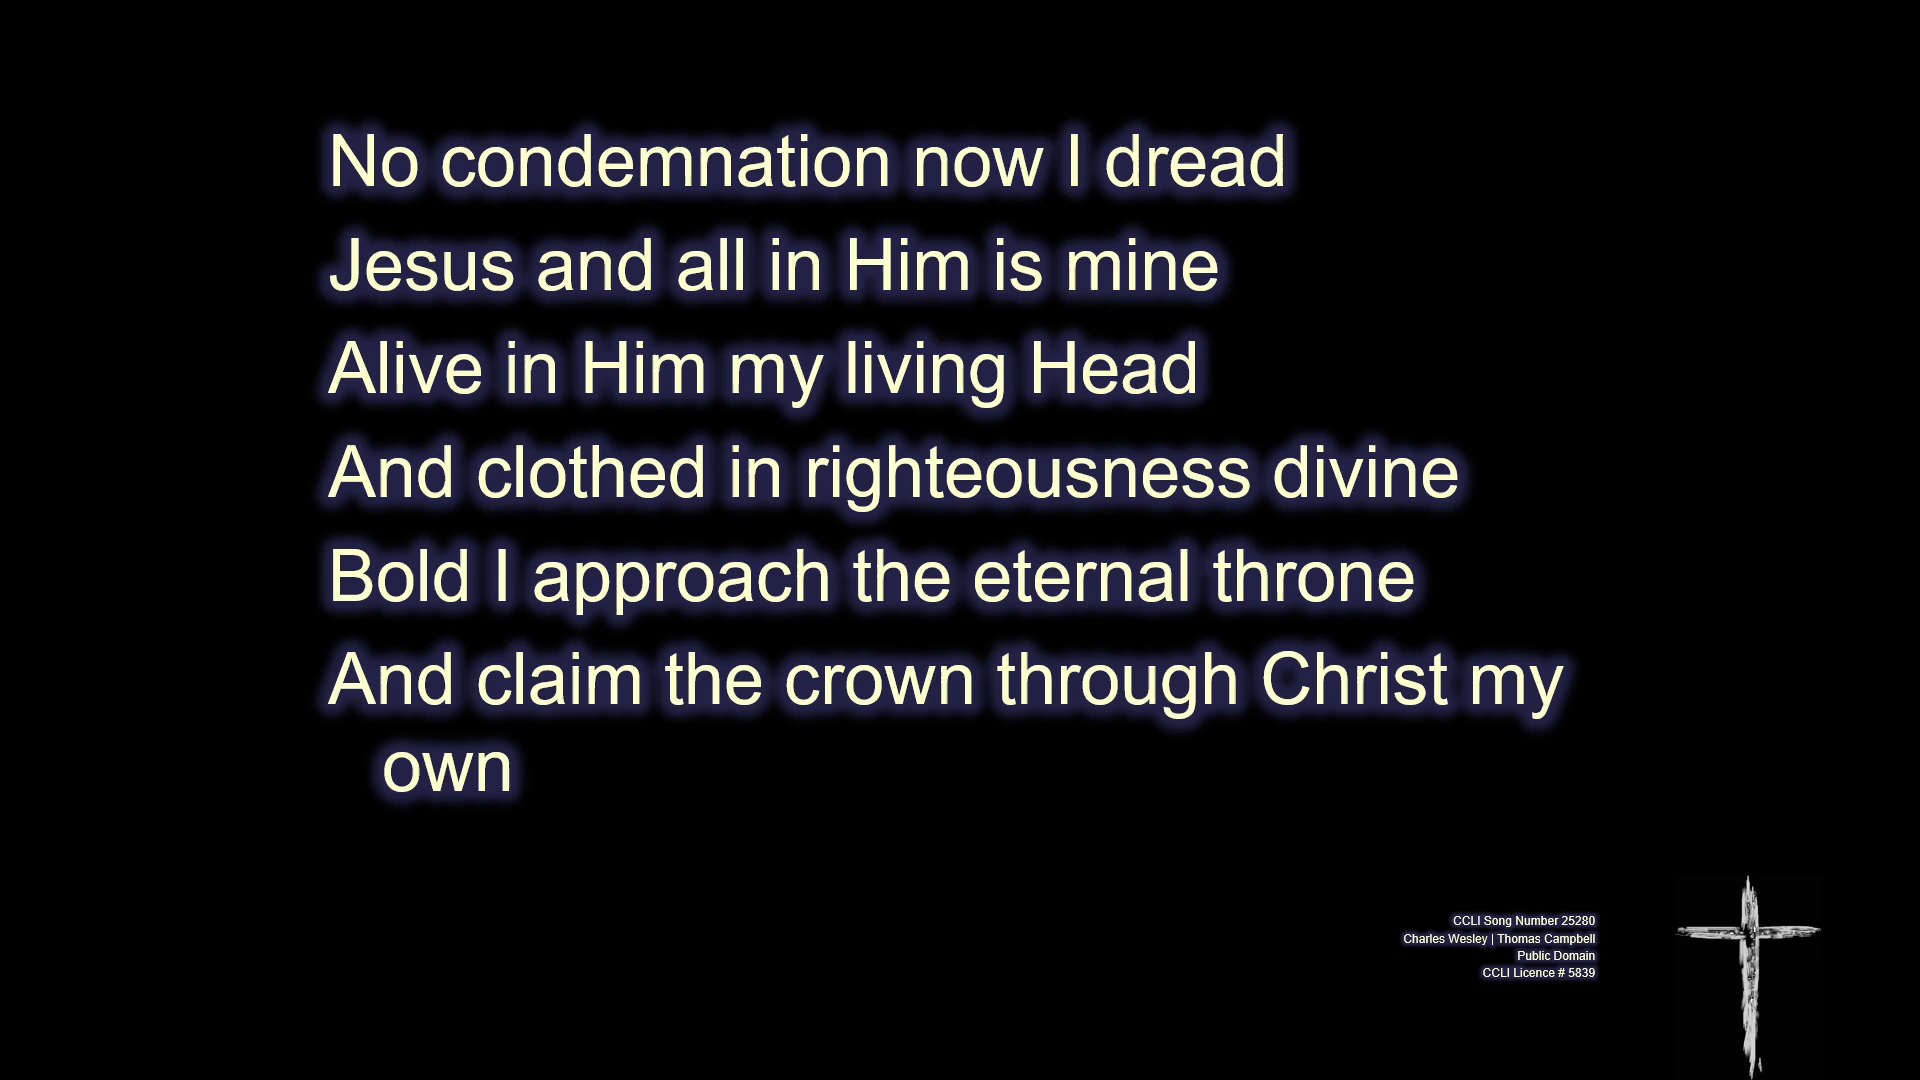 No condemnation now I dread
Jesus and all in Him is mine
Alive in Him my living Head
And clothed in righteousness divine
Bold I approach the eternal throne
And claim the crown through Christ my
own
CCLI Song Number 25280
Charles Wesley | Thomas Campbell
Public Domain
CCLI Licence # 5839